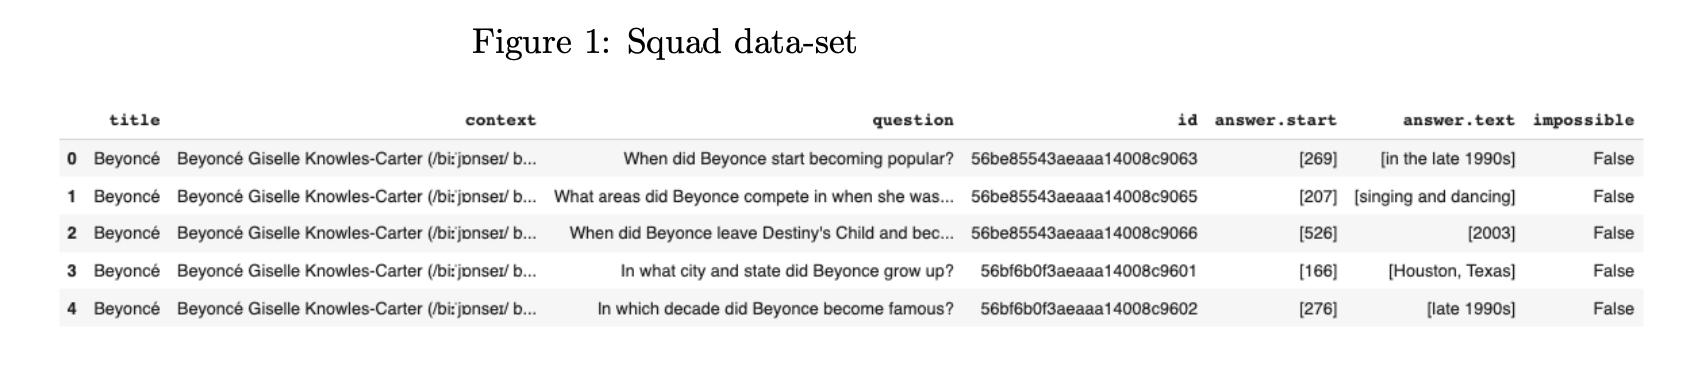 Figure 1: Squad data-set
title context question id answer.start answer.text impossible
0 Beyoncé Beyoncé Giselle Knowles-Carter (/biːˈjɒnseɪ/ b... When did Beyonce start becoming popular? 56be85543aeaaa14008c9063 [269] [in the late 1990s] False
1 Beyoncé Beyoncé Giselle Knowles-Carter (/biːˈjɒnseɪ/ b... What areas did Beyonce compete in when she was... 56be85543aeaaa14008c9065 [207] [singing and dancing] False
2 Beyoncé Beyoncé Giselle Knowles-Carter (/biːˈjɒnseɪ/ b... When did Beyonce leave Destiny's Child and bec... 56be85543aeaaa14008c9066 [526] [2003] False
3 Beyoncé Beyoncé Giselle Knowles-Carter (/biːˈjɒnseɪ/ b... In what city and state did Beyonce grow up? 56bf6b0f3aeaaa14008c9601 [166] [Houston, Texas] False
4 Beyoncé Beyoncé Giselle Knowles-Carter (/biːˈjɒnseɪ/ b... In which decade did Beyonce become famous? 56bf6b0f3aeaaa14008c9602 [276] [late 1990s] False